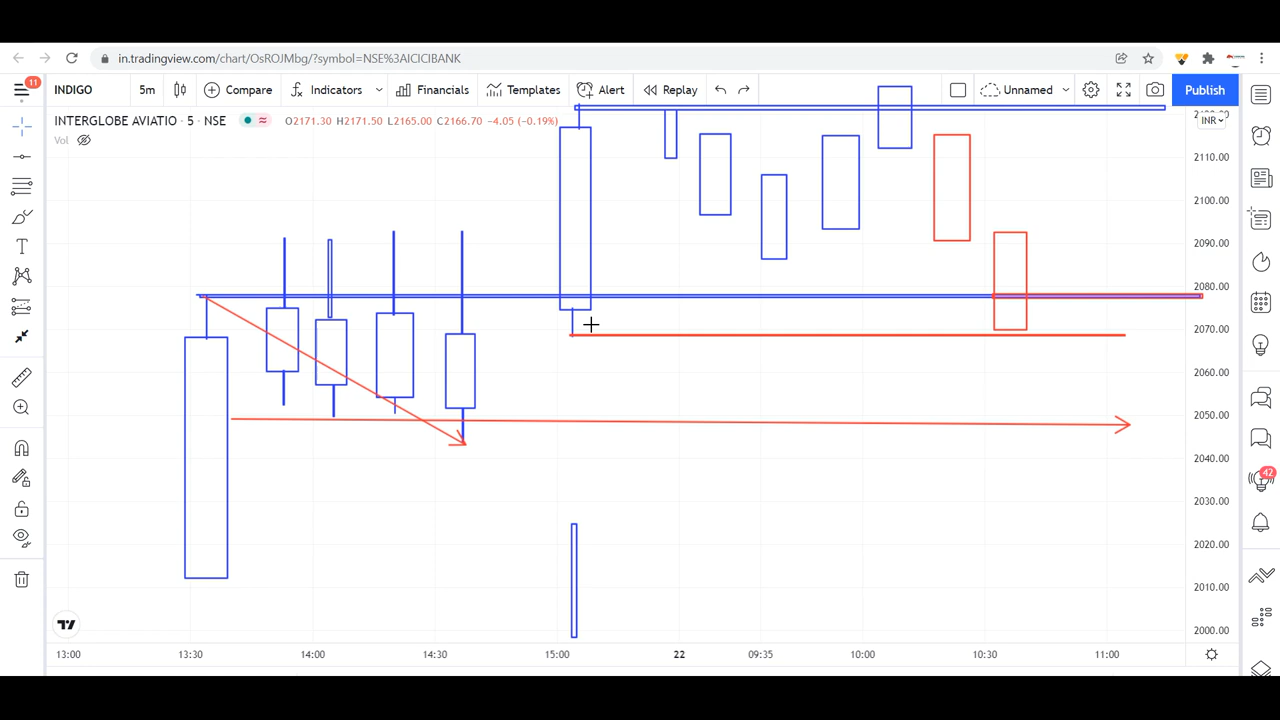 in.tradingview.com/chart/OsROJMbg/?symbol=NSE%3AICICIBANK
11
INDIGO 5m Compare Indicators Financials Templates Alert Replay Unnamed Publish
INTERGLOBE AVIATIO · 5 · NSE O2171.30 H2171.50 L2165.00 C2166.70 -4.05 (-0.19%)
INR
Vol
2110.00
2100.00
2090.00
2080.00
2070.00
2060.00
2050.00
2040.00
2030.00
2020.00
2010.00
2000.00
42
13:00 13:30 14:00 14:30 15:00 22 09:35 10:00 10:30 11:00